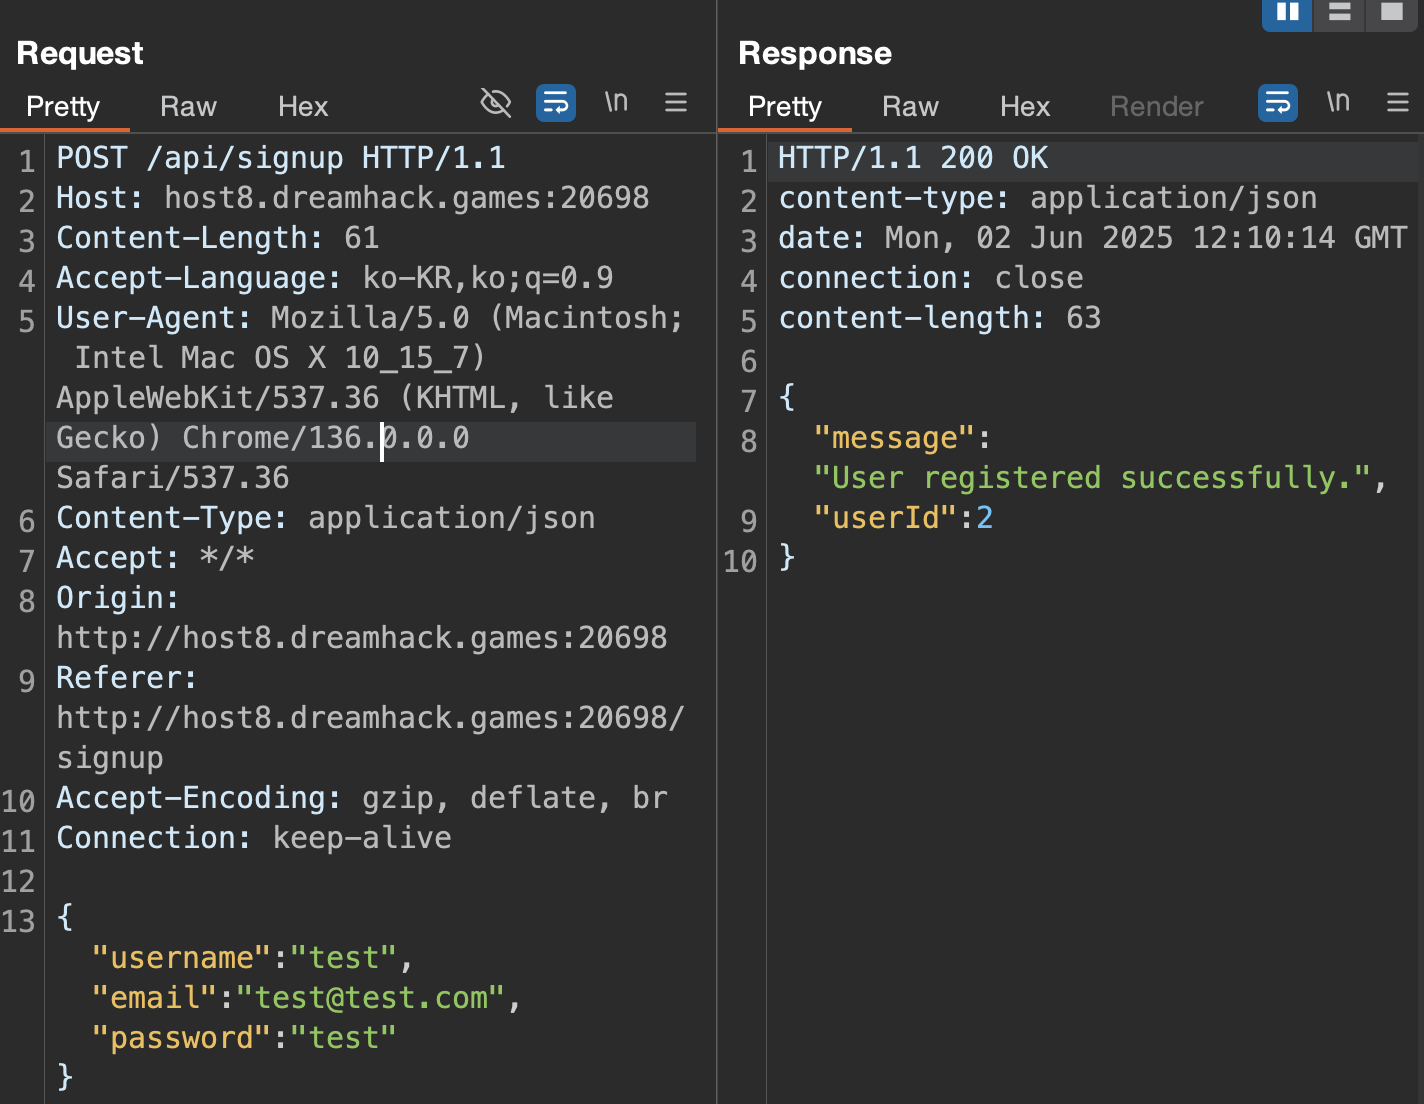 Request
Pretty Raw Hex \n
1 POST /api/signup HTTP/1.1
2 Host: host8.dreamhack.games:20698
3 Content-Length: 61
4 Accept-Language: ko-KR,ko;q=0.9
5 User-Agent: Mozilla/5.0 (Macintosh;
Intel Mac OS X 10_15_7)
AppleWebKit/537.36 (KHTML, like
Gecko) Chrome/136.0.0.0
Safari/537.36
6 Content-Type: application/json
7 Accept: */*
8 Origin:
http://host8.dreamhack.games:20698
9 Referer:
http://host8.dreamhack.games:20698/
signup
10 Accept-Encoding: gzip, deflate, br
11 Connection: keep-alive
12
13 {
"username":"test",
"email":"test@test.com",
"password":"test"
}
Response
Pretty Raw Hex Render \n
1 HTTP/1.1 200 OK
2 content-type: application/json
3 date: Mon, 02 Jun 2025 12:10:14 GMT
4 connection: close
5 content-length: 63
6
7 {
8 "message":
"User registered successfully.",
9 "userId":2
10 }